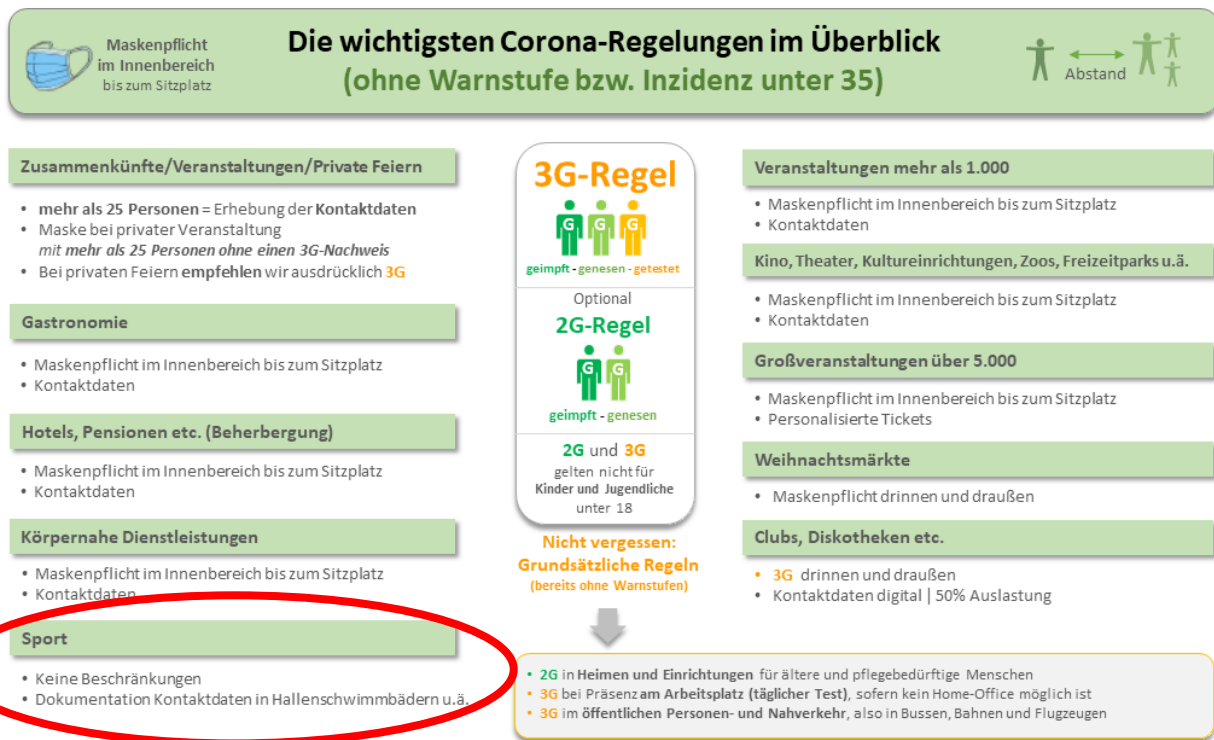 Maskenpflicht
im Innenbereich
bis zum Sitzplatz
Die wichtigsten Corona-Regelungen im Überblick
(ohne Warnstufe bzw. Inzidenz unter 35)
Abstand
Zusammenkünfte/Veranstaltungen/Private Feiern
• mehr als 25 Personen = Erhebung der Kontaktdaten
• Maske bei privater Veranstaltung
mit mehr als 25 Personen ohne einen 3G-Nachweis
• Bei privaten Feiern empfehlen wir ausdrücklich 3G
Gastronomie
• Maskenpflicht im Innenbereich bis zum Sitzplatz
• Kontaktdaten
Hotels, Pensionen etc. (Beherbergung)
• Maskenpflicht im Innenbereich bis zum Sitzplatz
• Kontaktdaten
Körpernahe Dienstleistungen
• Maskenpflicht im Innenbereich bis zum Sitzplatz
• Kontaktdaten
Sport
• Keine Beschränkungen
• Dokumentation Kontaktdaten in Hallenschwimmbädern u.ä.
3G-Regel
G G G
geimpft - genesen - getestet
Optional
2G-Regel
G G
geimpft - genesen
2G und 3G
gelten nicht für
Kinder und Jugendliche
unter 18
Nicht vergessen:
Grundsätzliche Regeln
(bereits ohne Warnstufen)
Veranstaltungen mehr als 1.000
• Maskenpflicht im Innenbereich bis zum Sitzplatz
• Kontaktdaten
Kino, Theater, Kultureinrichtungen, Zoos, Freizeitparks u.ä.
• Maskenpflicht im Innenbereich bis zum Sitzplatz
• Kontaktdaten
Großveranstaltungen über 5.000
• Maskenpflicht im Innenbereich bis zum Sitzplatz
• Personalisierte Tickets
Weihnachtsmärkte
• Maskenpflicht drinnen und draußen
Clubs, Diskotheken etc.
• 3G drinnen und draußen
• Kontaktdaten digital | 50% Auslastung
• 2G in Heimen und Einrichtungen für ältere und pflegebedürftige Menschen
• 3G bei Präsenz am Arbeitsplatz (täglicher Test), sofern kein Home-Office möglich ist
• 3G im öffentlichen Personen- und Nahverkehr, also in Bussen, Bahnen und Flugzeugen